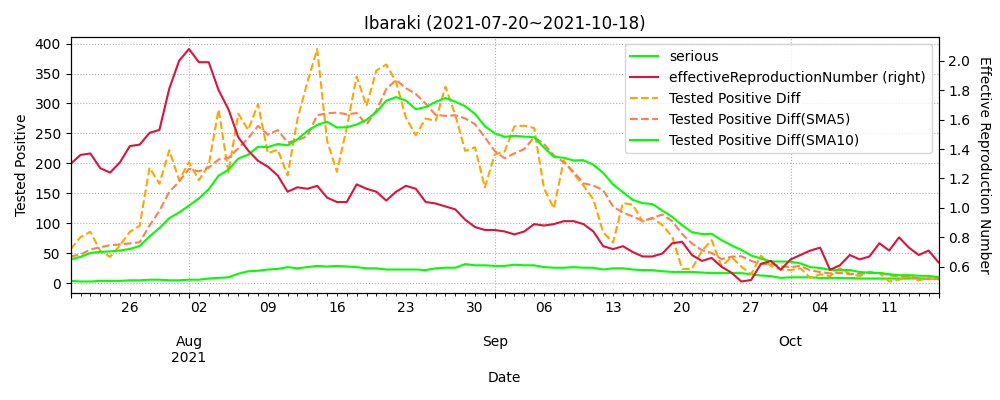 Ibaraki (2021-07-20~2021-10-18)
400
350
300
250
200
150
100
50
0
Tested Positive
2.0
1.8
1.6
1.4
1.2
1.0
0.8
0.6
Effective Reproduction Number
serious
effectiveReproductionNumber (right)
Tested Positive Diff
Tested Positive Diff(SMA5)
Tested Positive Diff(SMA10)
26 02 09 16 23 30 06 13 20 27 04 11
Aug Sep Oct
2021
Date